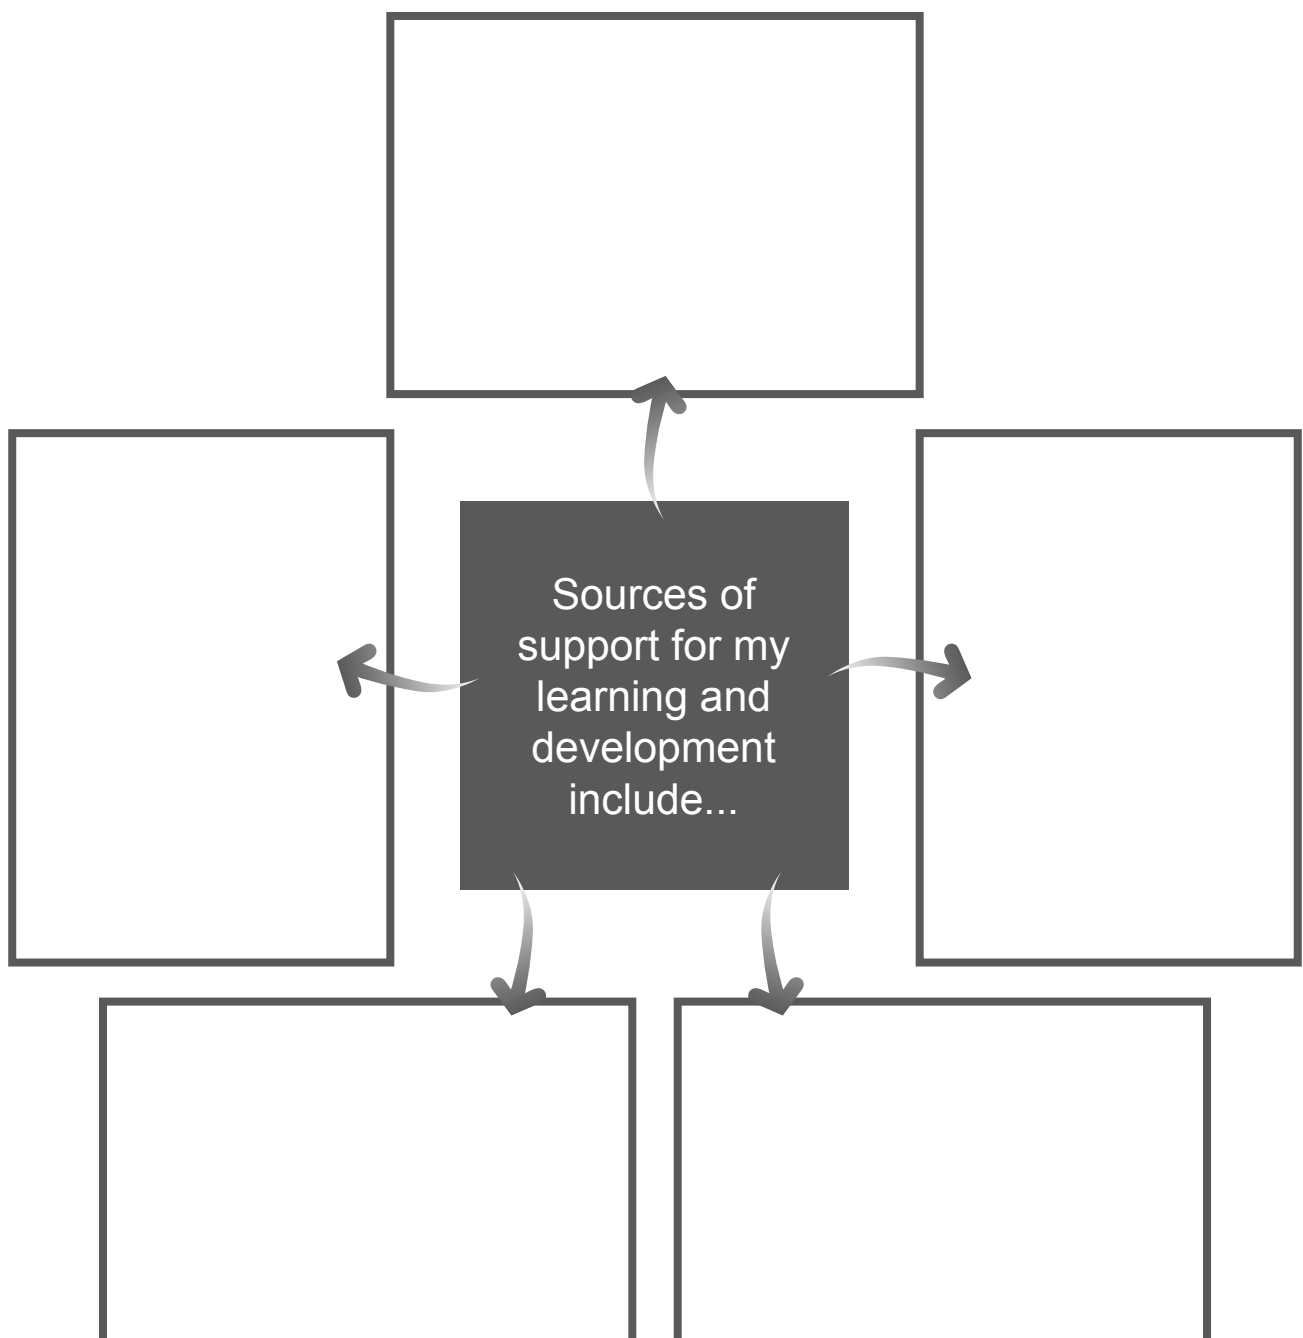 Sources of
support for my
learning and
development
include...